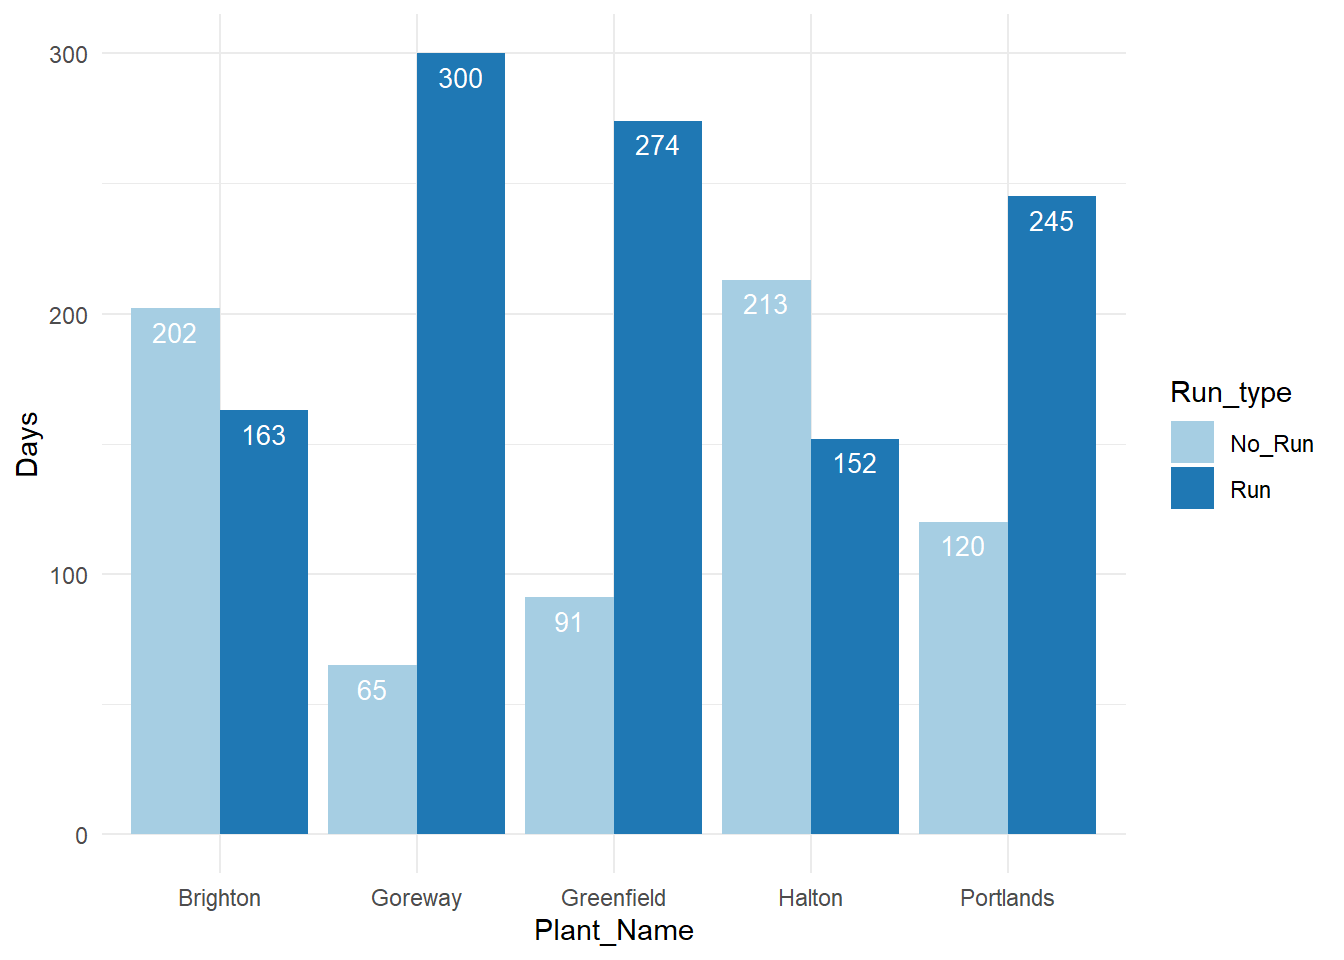 300
200
100
0
Days
202
163
65
300
91
274
213
152
120
245
Brighton
Goreway
Greenfield
Halton
Portlands
Plant_Name
Run_type
No_Run
Run